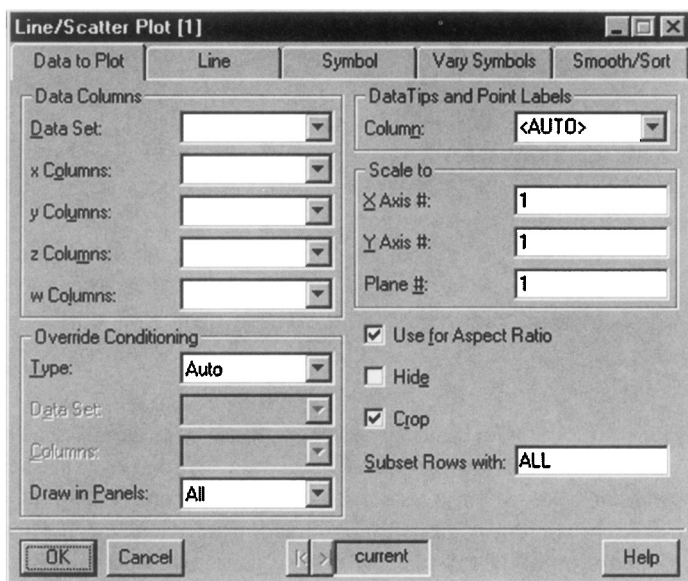 Line/Scatter Plot [1]
Data to Plot
Line
Symbol
Vary Symbols
Smooth/Sort
Data Columns
Data Set:
x Columns:
y Columns:
z Columns:
w Columns:
Override Conditioning
Type: Auto
Data Set:
Columns:
Draw in Panels: All
DataTips and Point Labels
Column: <AUTO>
Scale to
X Axis #: 1
Y Axis #: 1
Plane #: 1
Use for Aspect Ratio
Hide
Crop
Subset Rows with: ALL
OK
Cancel
current
Help